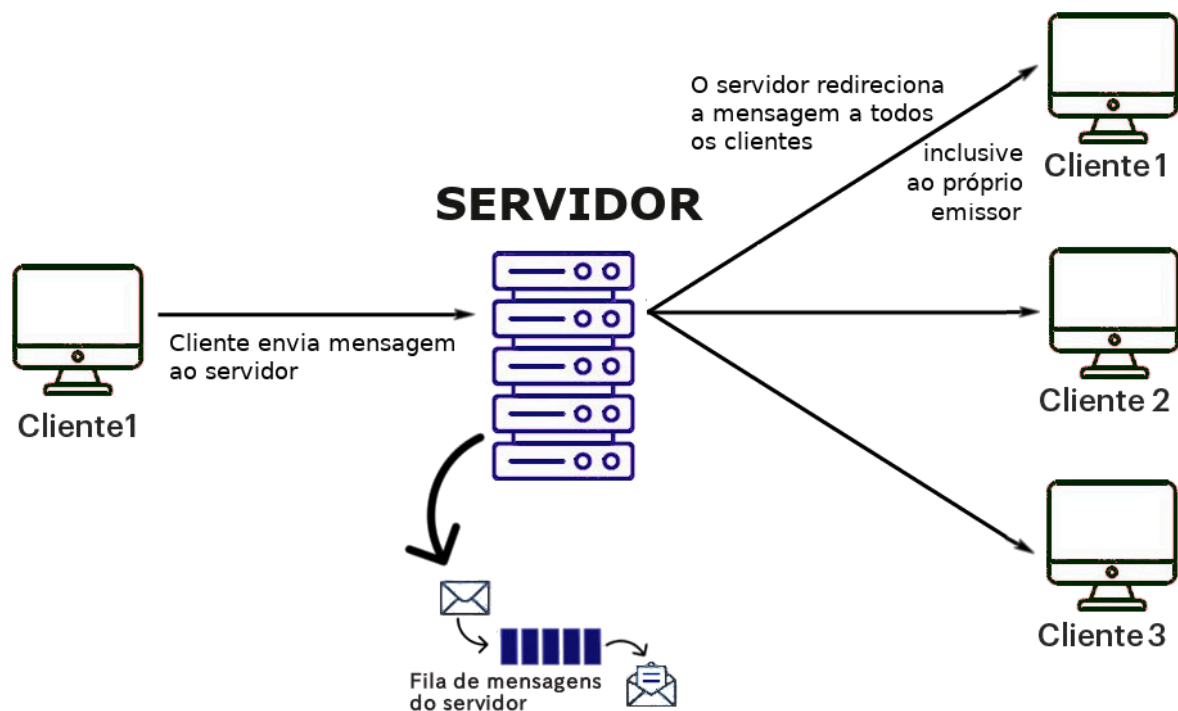 O servidor redireciona
a mensagem a todos
os clientes
inclusive
ao próprio
emissor
Cliente 1
SERVIDOR
Cliente envia mensagem
ao servidor
Cliente1
Cliente 2
Cliente 3
Fila de mensagens
do servidor